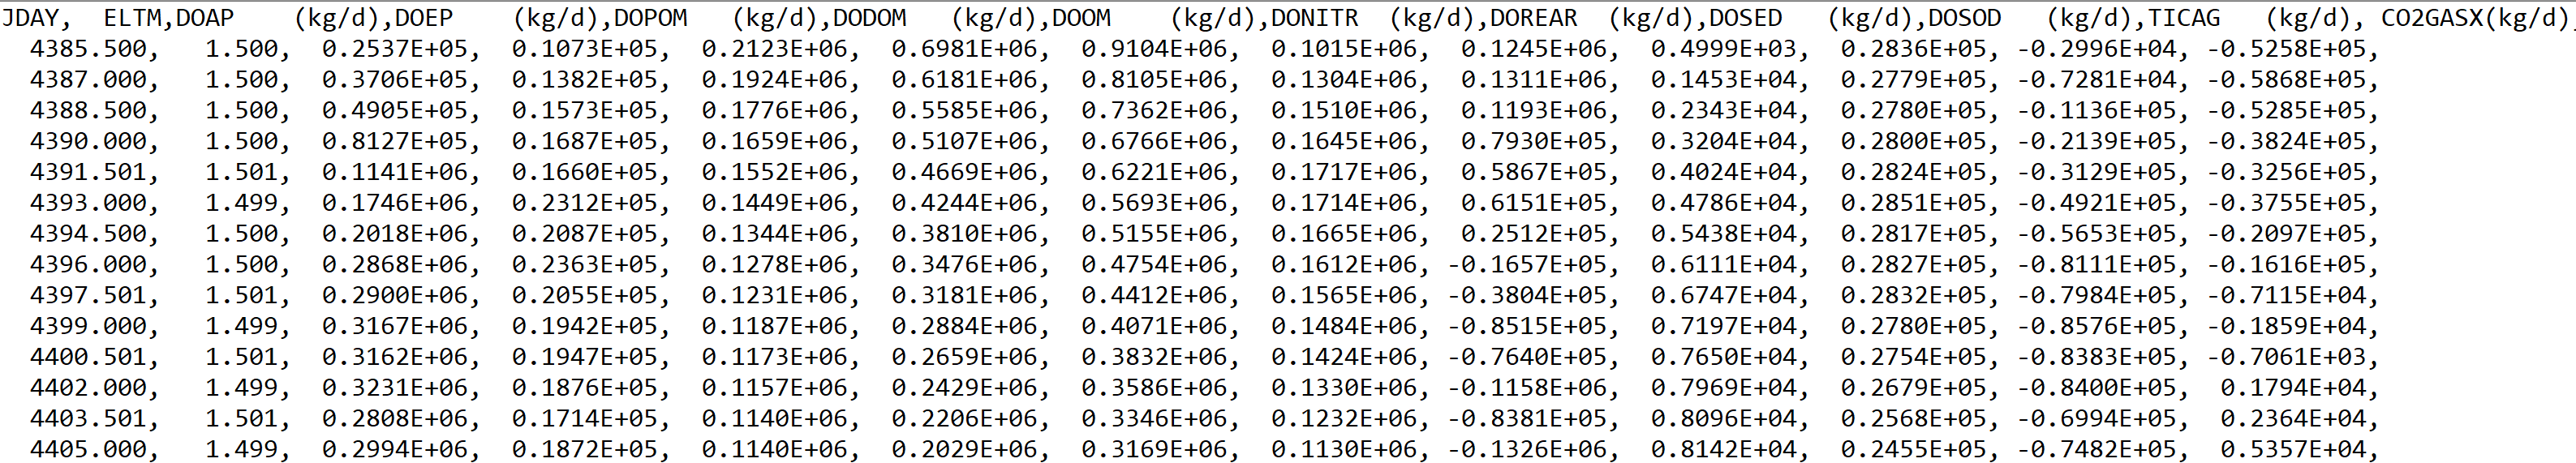 JDAY,  ELTM,DOAP    (kg/d),DOEP    (kg/d),DOPOM   (kg/d),DODOM   (kg/d),DOOM    (kg/d),DONITR  (kg/d),DOREAR  (kg/d),DOSED   (kg/d),DOSOD   (kg/d),TICAG   (kg/d), CO2GASX(kg/d)
4385.500,   1.500,  0.2537E+05,  0.1073E+05,  0.2123E+06,  0.6981E+06,  0.9104E+06,  0.1015E+06,  0.1245E+06,  0.4999E+03,  0.2836E+05, -0.2996E+04, -0.5258E+05,
4387.000,   1.500,  0.3706E+05,  0.1382E+05,  0.1924E+06,  0.6181E+06,  0.8105E+06,  0.1304E+06,  0.1311E+06,  0.1453E+04,  0.2779E+05, -0.7281E+04, -0.5868E+05,
4388.500,   1.500,  0.4905E+05,  0.1573E+05,  0.1776E+06,  0.5585E+06,  0.7362E+06,  0.1510E+06,  0.1193E+06,  0.2343E+04,  0.2780E+05, -0.1136E+05, -0.5285E+05,
4390.000,   1.500,  0.8127E+05,  0.1687E+05,  0.1659E+06,  0.5107E+06,  0.6766E+06,  0.1645E+06,  0.7930E+05,  0.3204E+04,  0.2800E+05, -0.2139E+05, -0.3824E+05,
4391.501,   1.501,  0.1141E+06,  0.1660E+05,  0.1552E+06,  0.4669E+06,  0.6221E+06,  0.1717E+06,  0.5867E+05,  0.4024E+04,  0.2824E+05, -0.3129E+05, -0.3256E+05,
4393.000,   1.499,  0.1746E+06,  0.2312E+05,  0.1449E+06,  0.4244E+06,  0.5693E+06,  0.1714E+06,  0.6151E+05,  0.4786E+04,  0.2851E+05, -0.4921E+05, -0.3755E+05,
4394.500,   1.500,  0.2018E+06,  0.2087E+05,  0.1344E+06,  0.3810E+06,  0.5155E+06,  0.1665E+06,  0.2512E+05,  0.5438E+04,  0.2817E+05, -0.5653E+05, -0.2097E+05,
4396.000,   1.500,  0.2868E+06,  0.2363E+05,  0.1278E+06,  0.3476E+06,  0.4754E+06,  0.1612E+06, -0.1657E+05,  0.6111E+04,  0.2827E+05, -0.8111E+05, -0.1616E+05,
4397.501,   1.501,  0.2900E+06,  0.2055E+05,  0.1231E+06,  0.3181E+06,  0.4412E+06,  0.1565E+06, -0.3804E+05,  0.6747E+04,  0.2832E+05, -0.7984E+05, -0.7115E+04,
4399.000,   1.499,  0.3167E+06,  0.1942E+05,  0.1187E+06,  0.2884E+06,  0.4071E+06,  0.1484E+06, -0.8515E+05,  0.7197E+04,  0.2780E+05, -0.8576E+05, -0.1859E+04,
4400.501,   1.501,  0.3162E+06,  0.1947E+05,  0.1173E+06,  0.2659E+06,  0.3832E+06,  0.1424E+06, -0.7640E+05,  0.7650E+04,  0.2754E+05, -0.8383E+05, -0.7061E+03,
4402.000,   1.499,  0.3231E+06,  0.1876E+05,  0.1157E+06,  0.2429E+06,  0.3586E+06,  0.1330E+06, -0.1158E+06,  0.7969E+04,  0.2679E+05, -0.8400E+05,  0.1794E+04,
4403.501,   1.501,  0.2808E+06,  0.1714E+05,  0.1140E+06,  0.2206E+06,  0.3346E+06,  0.1232E+06, -0.8381E+05,  0.8096E+04,  0.2568E+05, -0.6994E+05,  0.2364E+04,
4405.000,   1.499,  0.2994E+06,  0.1872E+05,  0.1140E+06,  0.2029E+06,  0.3169E+06,  0.1130E+06, -0.1326E+06,  0.8142E+04,  0.2455E+05, -0.7482E+05,  0.5357E+04,